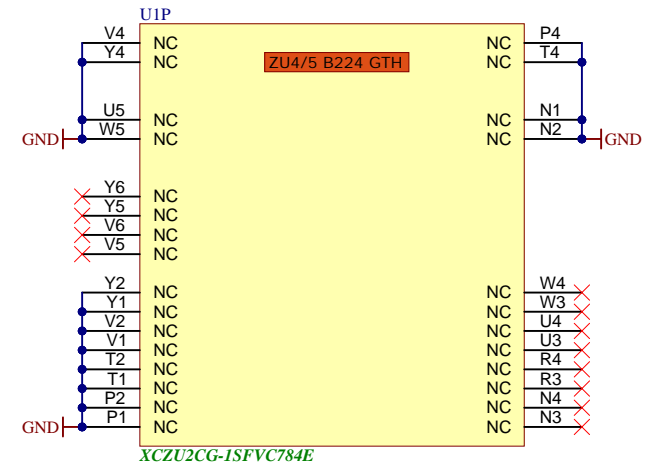 U1P
V4 NC NC P4
Y4 NC ZU4/5 B224 GTH NC T4
U5 NC NC N1
GND W5 NC NC N2 GND
Y6 NC
Y5 NC
V6 NC
V5 NC
Y2 NC NC W4
Y1 NC NC W3
V2 NC NC U4
V1 NC NC U3
T2 NC NC R4
T1 NC NC R3
P2 NC NC N4
GND P1 NC NC N3
XCZU2CG-1SFVC784E